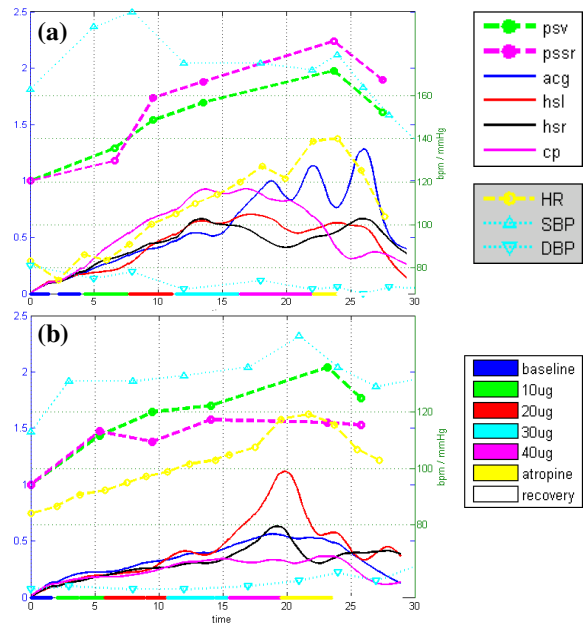 (a)
2.5
2
1.5
1
0.5
0
160
140
120
100
80
bpm / mmHg
0 5 10 15 20 25 30
psv
pssr
acg
hsl
hsr
cp
HR
SBP
DBP
(b)
2.5
2
1.5
1
0.5
0
120
100
80
bpm / mmHg
0 5 10 15 20 25 30
time
baseline
10ug
20ug
30ug
40ug
atropine
recovery